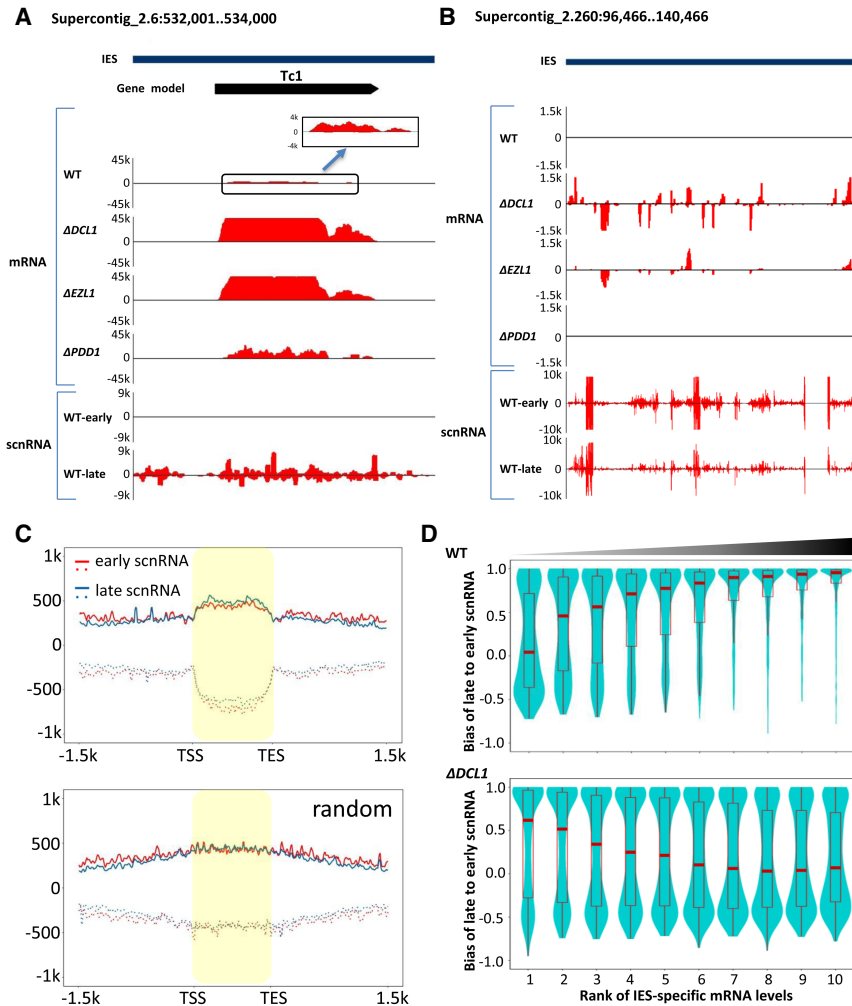 A Supercontig_2.6:532,001..534,000
IES
Tc1
Gene model
4k
0
-4k
mRNA
WT
45k
0
-45k
ΔDCL1
45k
0
-45k
ΔEZL1
45k
0
-45k
ΔPDD1
45k
0
-45k
scnRNA
WT-early
9k
0
-9k
WT-late
9k
0
-9k
B Supercontig_2.260:96,466..140,466
IES
mRNA
WT
1.5k
0
-1.5k
ΔDCL1
1.5k
0
-1.5k
ΔEZL1
1.5k
0
1.5k
ΔPDD1
1.5k
0
-1.5k
scnRNA
WT-early
10k
0
-10k
WT-late
10k
0
-10k
C
1k
500
0
-500
-1k
early scnRNA
late scnRNA
-1.5k TSS TES 1.5k
random
1k
500
0
-500
-1k
-1.5k TSS TES 1.5k
D
WT
Bias of late to early scnRNA
1.0
0.5
0.0
-0.5
-1.0
ΔDCL1
Bias of late to early scnRNA
1.0
0.5
0.0
-0.5
-1.0
1 2 3 4 5 6 7 8 9 10
Rank of IES-specific mRNA levels